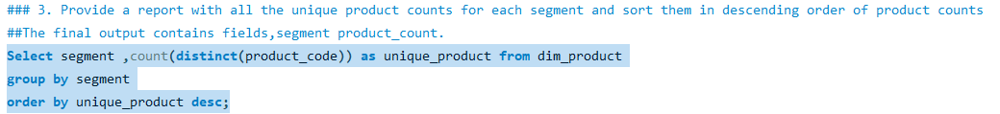 ### 3. Provide a report with all the unique product counts for each segment and sort them in descending order of product counts
##The final output contains fields,segment product_count.
Select segment ,count(distinct(product_code)) as unique_product from dim_product
group by segment
order by unique_product desc;